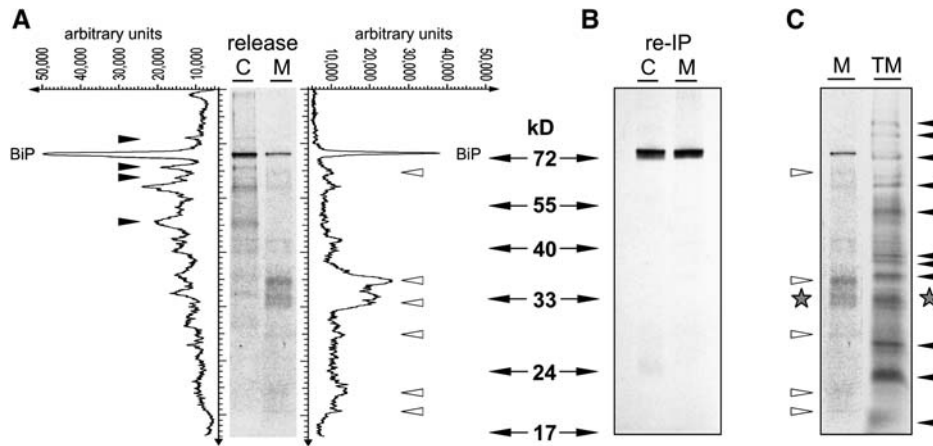 A
arbitrary units
release
arbitrary units
50,000 40,000 30,000 20,000 10,000
C M
10,000 20,000 30,000 40,000 50,000
BiP
BiP
B
re-IP
C M
kD
72
55
40
33
24
17
C
M TM